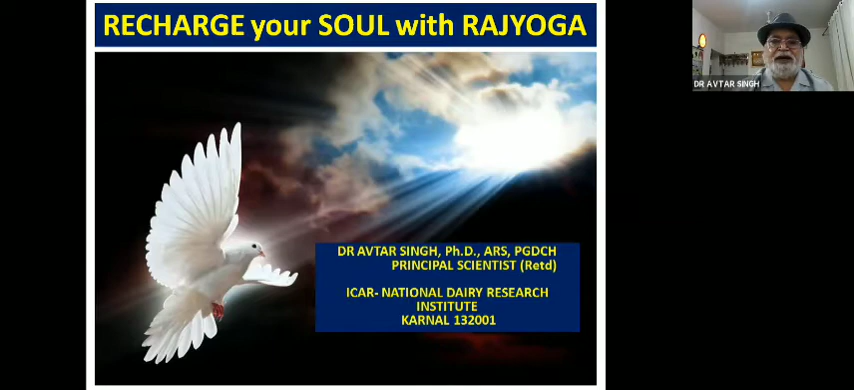 RECHARGE your SOUL with RAJYOGA
DR AVTAR SINGH, Ph.D., ARS, PGDCH
PRINCIPAL SCIENTIST (Retd)
ICAR- NATIONAL DAIRY RESEARCH
INSTITUTE
KARNAL 132001
DR AVTAR SINGH